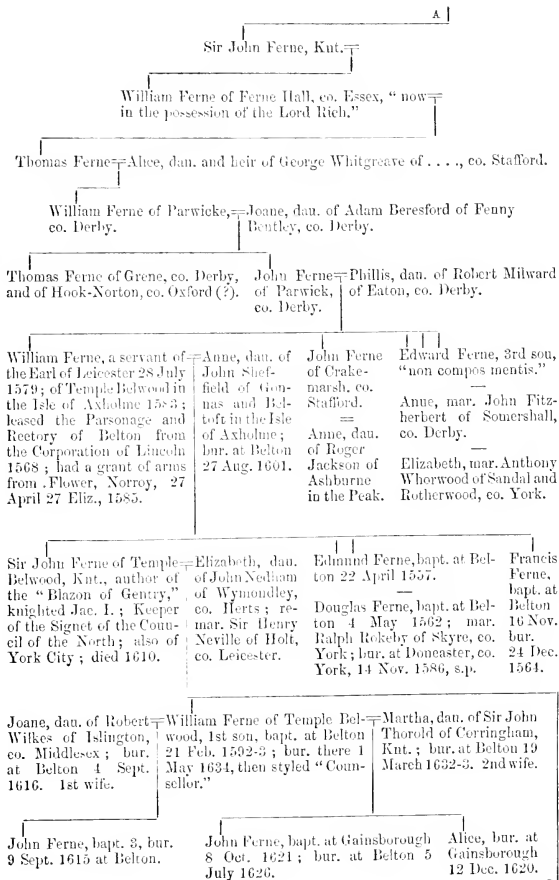 A
Sir John Ferne, Knt.
William Ferne of Ferne Hall, co. Essex, "now
in the possession of the Lord Rich."
Thomas Ferne
Alice, dau. and heir of George Whitgreave of . . . ., co. Stafford.
William Ferne of Parwicke,
co. Derby.
Joane, dau. of Adam Beresford of Fenny
Bentley, co. Derby.
Thomas Ferne of Grene, co. Derby,
and of Hook-Norton, co. Oxford (?).
John Ferne
of Parwick,
co. Derby.
Phillis, dau. of Robert Milward
of Eaton, co. Derby.
William Ferne, a servant of
the Earl of Leicester 28 July
1579; of Temple Belwood in
the Isle of Axholme 1583;
leased the Parsonage and
Rectory of Belton from
the Corporation of Lincoln
1568; had a grant of arms
from Flower, Norroy, 27
April 27 Eliz., 1585.
Anne, dau. of
John Shef-
field of Gon-
nas and Bel-
toft in the Isle
of Axholme;
bur. at Belton
27 Aug. 1601.
John Ferne
of Crake-
marsh, co.
Stafford.
=
Anne, dau.
of Roger
Jackson of
Ashburne
in the Peak.
Edward Ferne, 3rd son,
"non compos mentis."
—
Anne, mar. John Fitz-
herbert of Somershall,
co. Derby.
—
Elizabeth, mar. Anthony
Whorwood of Sandal and
Rotherwood, co. York.
Sir John Ferne of Temple
Belwood, Knt., author of
the "Blazon of Gentry,"
knighted Jac. I.; Keeper
of the Signet of the Coun-
cil of the North; also of
York City; died 1610.
Elizabeth, dau.
of John Nedham
of Wymondley,
co. Herts; re-
mar. Sir Henry
Neville of Holt,
co. Leicester.
Edmund Ferne, bapt. at Bel-
ton 22 April 1557.
—
Douglas Ferne, bapt. at Bel-
ton 4 May 1562; mar.
Ralph Rokeby of Skyre, co.
York; bur. at Doneaster, co.
York, 14 Nov. 1586, s.p.
Francis
Ferne,
bapt. at
Belton
16 Nov.
bur.
24 Dec.
1564.
Joane, dau. of Robert
Wilkes of Islington,
co. Middlesex; bur.
at Belton 4 Sept.
1616. 1st wife.
William Ferne of Temple Bel-
wood, 1st son, bapt. at Belton
21 Feb. 1592-3; bur. there 1
May 1634, then styled "Coun-
sellor."
Martha, dau. of Sir John
Thorold of Corringham,
Knt.; bur. at Belton 19
March 1632-3. 2nd wife.
John Ferne, bapt. 3, bur.
9 Sept. 1615 at Belton.
John Ferne, bapt. at Gainsborough
8 Oct. 1621; bur. at Belton 5
July 1626.
Alice, bur. at
Gainsborough
12 Dec. 1620.